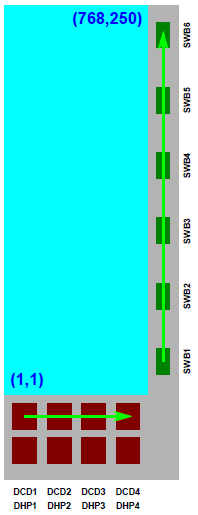 (768,250)
SWB6
SWB5
SWB4
SWB3
SWB2
SWB1
(1,1)
DCD1 DCD2 DCD3 DCD4
DHP1 DHP2 DHP3 DHP4